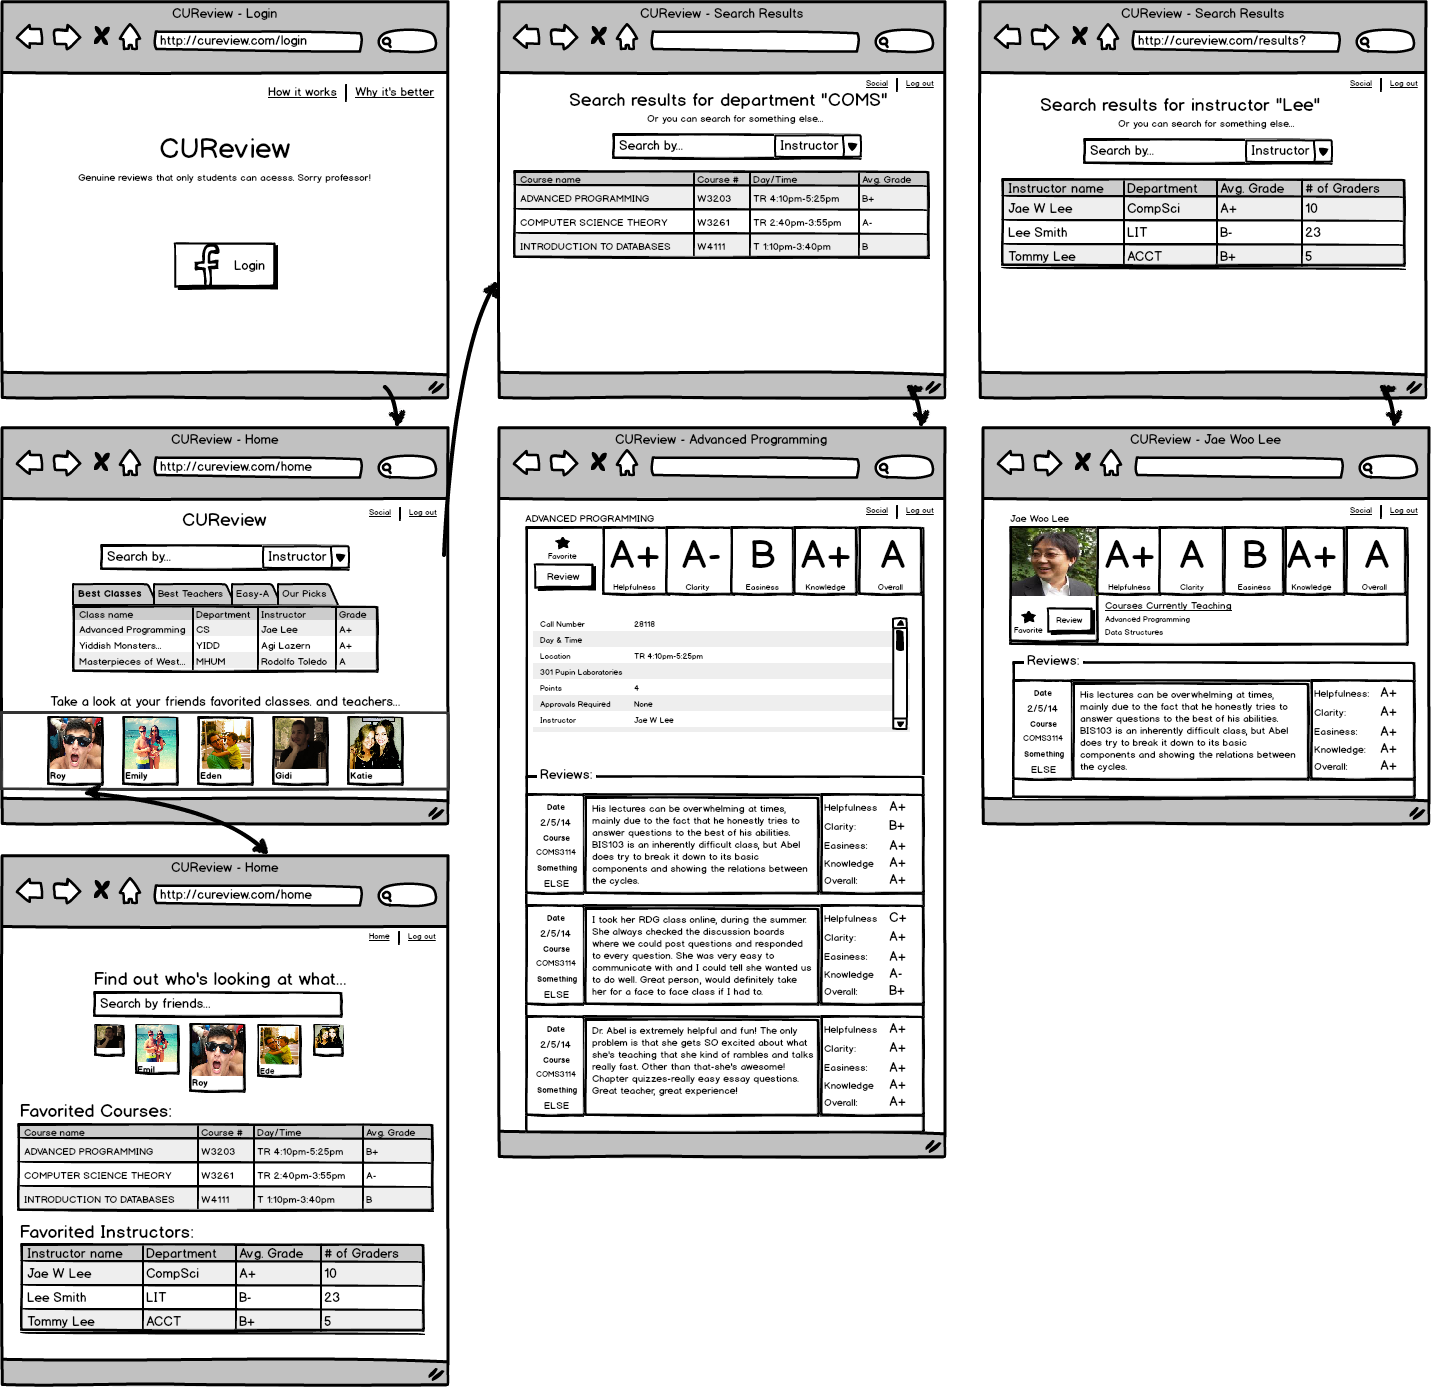 CUReview - Login
http://cureview.com/login
How it works
Why it's better
CUReview
Genuine reviews that only students can acesss. Sorry professor!
Login
CUReview - Search Results
Social
Log out
Search results for department "COMS"
Or you can search for something else...
Search by...
Instructor
Course name Course # Day/Time Avg. Grade
ADVANCED PROGRAMMING W3203 TR 4:10pm-5:25pm B+
COMPUTER SCIENCE THEORY W3261 TR 2:40pm-3:55pm A-
INTRODUCTION TO DATABASES W4111 T 1:10pm-3:40pm B
CUReview - Search Results
http://cureview.com/results?
Social
Log out
Search results for instructor "Lee"
Or you can search for something else...
Search by...
Instructor
Instructor name Department Avg. Grade # of Graders
Jae W Lee CompSci A+ 10
Lee Smith LIT B- 23
Tommy Lee ACCT B+ 5
CUReview - Home
http://cureview.com/home
Social
Log out
CUReview
Search by...
Instructor
Best Classes Best Teachers Easy-A Our Picks
Class name Department Instructor Grade
Advanced Programming CS Jae Lee A+
Yiddish Monsters... YIDD Agi Lazern A+
Masterpieces of West... MHUM Rodolfo Toledo A
Take a look at your friends favorited classes. and teachers...
Roy Emily Eden Gidi Katie
CUReview - Advanced Programming
Social
Log out
ADVANCED PROGRAMMING
Favorite
Review
A+ A- B A+ A
Helpfulness Clarity Easiness Knowledge Overall
Call Number 28118
Day & Time
Location TR 4:10pm-5:25pm
301 Pupin Laboratories
Points 4
Approvals Required None
Instructor Jae W Lee
Reviews:
Date
2/5/14
Course
COMS3114
Something
ELSE
His lectures can be overwhelming at times,
mainly due to the fact that he honestly tries to
answer questions to the best of his abilities.
BIS103 is an inherently difficult class, but Abel
does try to break it down to its basic
components and showing the relations between
the cycles.
Helpfulness A+
Clarity: B+
Easiness: A+
Knowledge A+
Overall: A+
Date
2/5/14
Course
COMS3114
Something
ELSE
I took her RDG class online, during the summer.
She always checked the discussion boards
where we could post questions and responded
to every question. She was very easy to
communicate with and I could tell she wanted us
to do well. Great person, would definitely take
her for a face to face class if I had to.
Helpfulness C+
Clarity: A+
Easiness: A+
Knowledge A-
Overall: B+
Date
2/5/14
Course
COMS3114
Something
ELSE
Dr. Abel is extremely helpful and fun! The only
problem is that she gets SO excited about what
she's teaching that she kind of rambles and talks
really fast. Other than that-she's awesome!
Chapter quizzes-really easy essay questions.
Great teacher, great experience!
Helpfulness A+
Clarity: A+
Easiness: A+
Knowledge A+
Overall: A+
CUReview - Jae Woo Lee
Social
Log out
Jae Woo Lee
A+ A B A+ A
Helpfulness Clarity Easiness Knowledge Overall
Favorite
Review
Courses Currently Teaching
Advanced Programming
Data Structures
Reviews:
Date
2/5/14
Course
COMS3114
Something
ELSE
His lectures can be overwhelming at times,
mainly due to the fact that he honestly tries to
answer questions to the best of his abilities.
BIS103 is an inherently difficult class, but Abel
does try to break it down to its basic
components and showing the relations between
the cycles.
Helpfulness: A+
Clarity: A+
Easiness: A+
Knowledge: A+
Overall: A+
CUReview - Home
http://cureview.com/home
Home
Log out
Find out who's looking at what...
Search by friends...
Emil Roy Ede
Favorited Courses:
Course name Course # Day/Time Avg. Grade
ADVANCED PROGRAMMING W3203 TR 4:10pm-5:25pm B+
COMPUTER SCIENCE THEORY W3261 TR 2:40pm-3:55pm A-
INTRODUCTION TO DATABASES W4111 T 1:10pm-3:40pm B
Favorited Instructors:
Instructor name Department Avg. Grade # of Graders
Jae W Lee CompSci A+ 10
Lee Smith LIT B- 23
Tommy Lee ACCT B+ 5